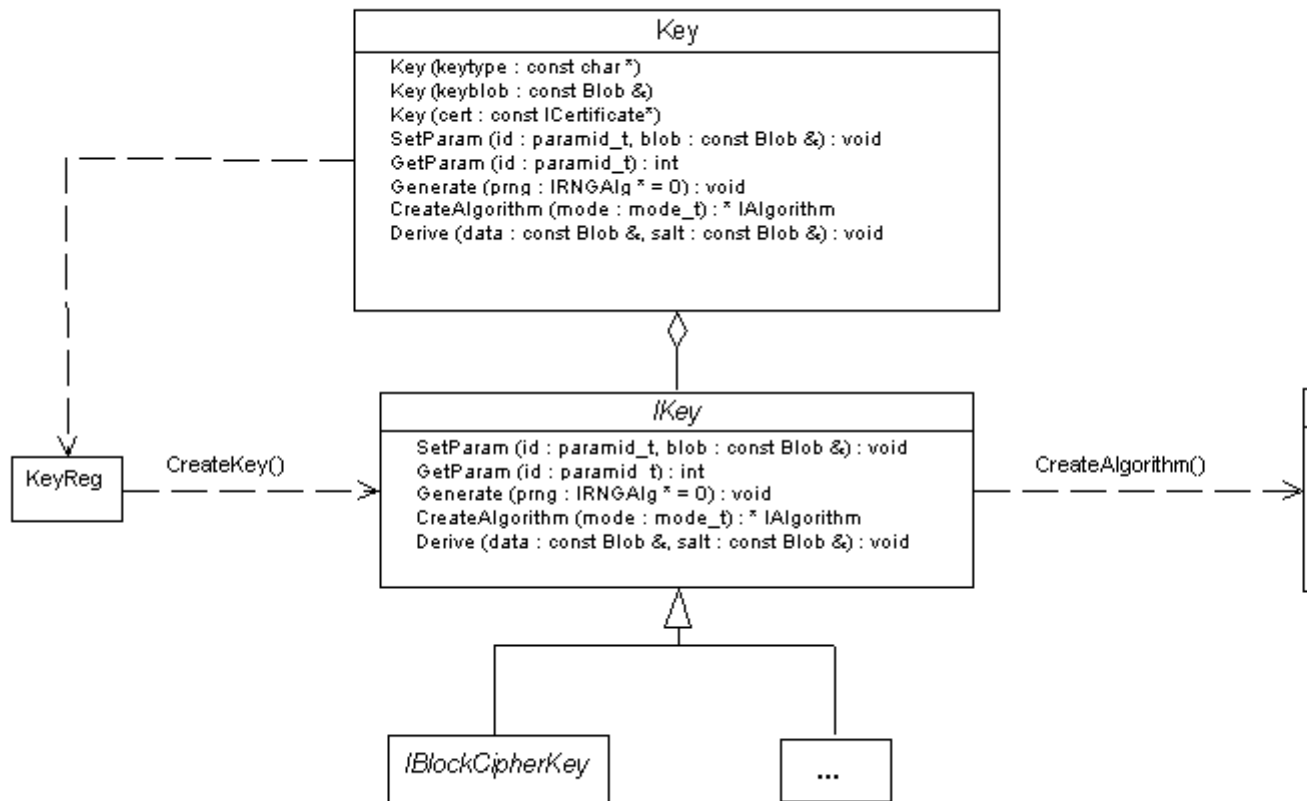 Key
Key (keytype : const char *)
Key (keyblob : const Blob &)
Key (cert : const ICertificate*)
SetParam (id : paramid_t, blob : const Blob &) : void
GetParam (id : paramid_t) : int
Generate (prng : IRNGAlg * = 0) : void
CreateAlgorithm (mode : mode_t) : * IAlgorithm
Derive (data : const Blob &, salt : const Blob &) : void
IKey
SetParam (id : paramid_t, blob : const Blob &) : void
GetParam (id : paramid_t) : int
Generate (prng : IRNGAlg * = 0) : void
CreateAlgorithm (mode : mode_t) : * IAlgorithm
Derive (data : const Blob &, salt : const Blob &) : void
KeyReg
CreateKey()
CreateAlgorithm()
IBlockCipherKey
...